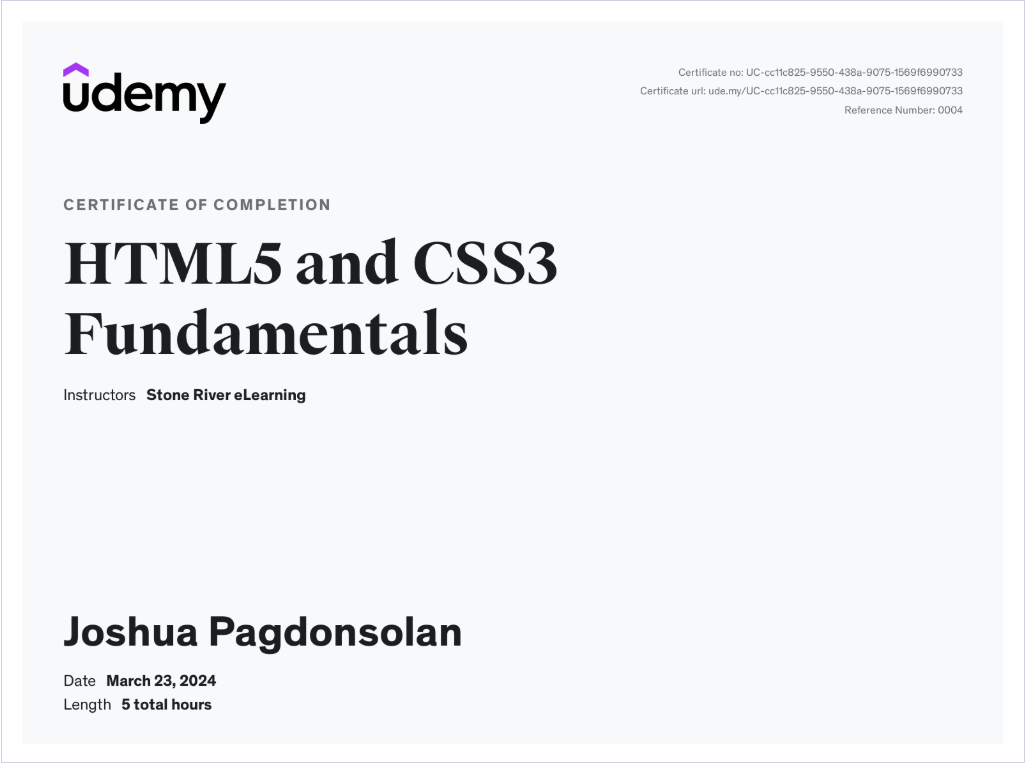 udemy
Certificate no: UC-cc11c825-9550-438a-9075-1569f6990733
Certificate url: ude.my/UC-cc11c825-9550-438a-9075-1569f6990733
Reference Number: 0004
CERTIFICATE OF COMPLETION
HTML5 and CSS3
Fundamentals
Instructors Stone River eLearning
Joshua Pagdonsolan
Date March 23, 2024
Length 5 total hours